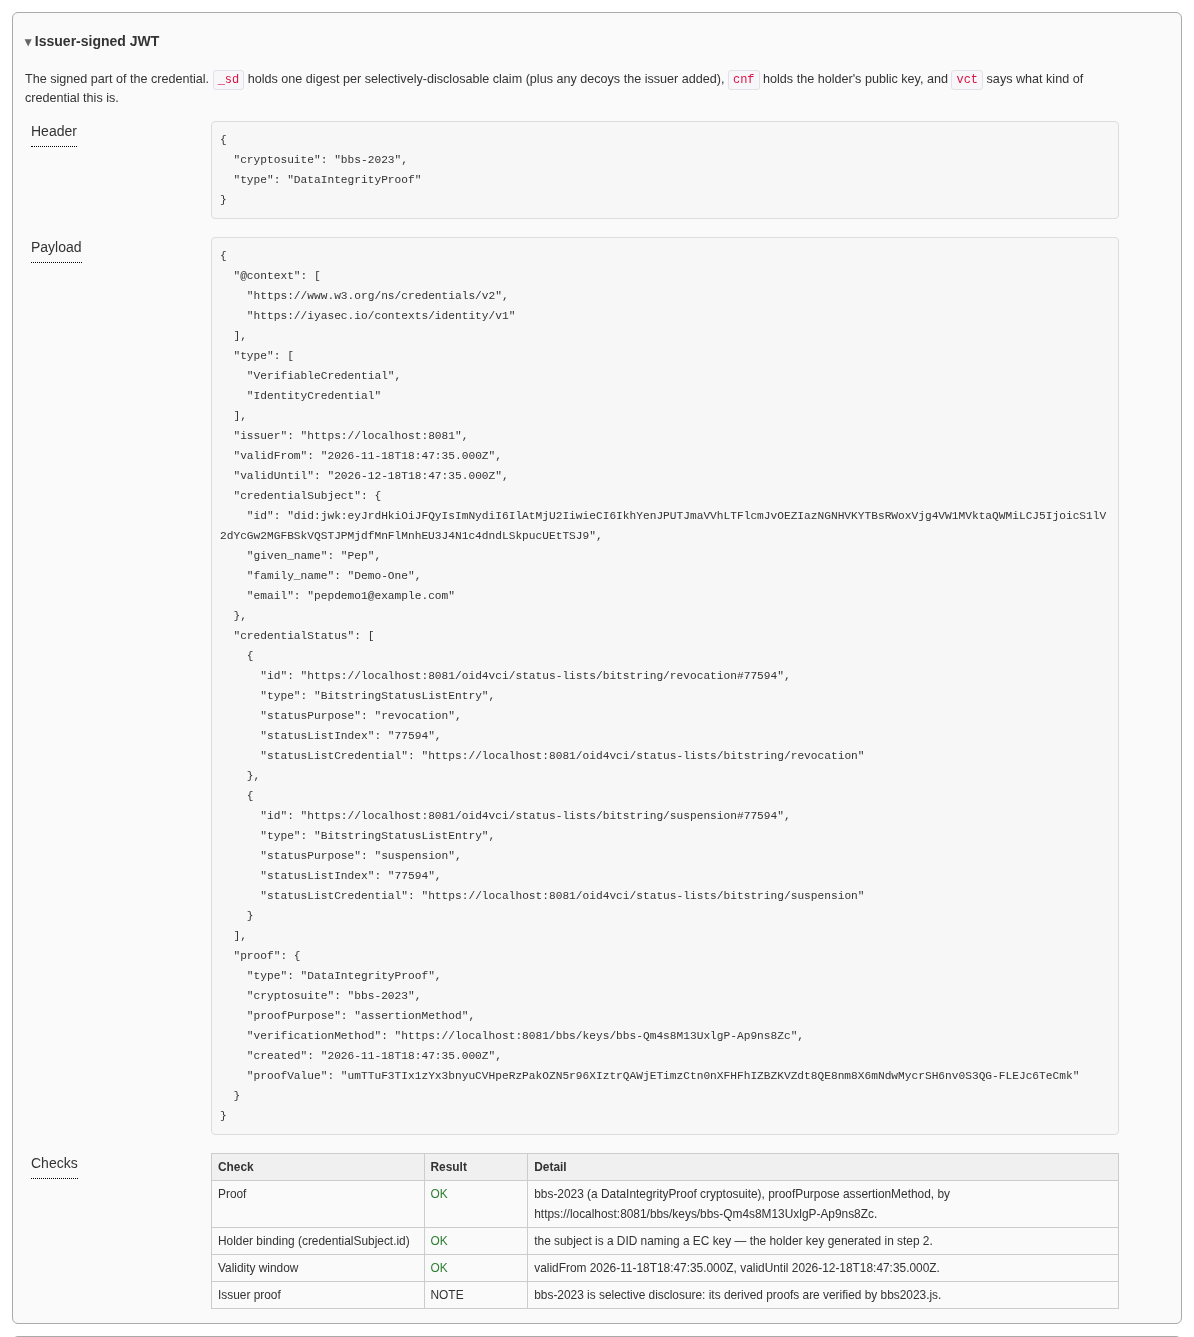 ▾ Issuer-signed JWT
The signed part of the credential. _sd holds one digest per selectively-disclosable claim (plus any decoys the issuer added), cnf holds the holder's public key, and vct says what kind of
credential this is.
Header
{
  "cryptosuite": "bbs-2023",
  "type": "DataIntegrityProof"
}
Payload
{
  "@context": [
    "https://www.w3.org/ns/credentials/v2",
    "https://iyasec.io/contexts/identity/v1"
  ],
  "type": [
    "VerifiableCredential",
    "IdentityCredential"
  ],
  "issuer": "https://localhost:8081",
  "validFrom": "2026-11-18T18:47:35.000Z",
  "validUntil": "2026-12-18T18:47:35.000Z",
  "credentialSubject": {
    "id": "did:jwk:eyJrdHkiOiJFQyIsImNydiI6IlAtMjU2IiwieCI6IkhYenJPUTJmaVVhLTFlcmJvOEZIazNGNHVKYTBsRWoxVjg4VW1MVktaQWMiLCJ5IjoicS1lV
2dYcGw2MGFBSkVQSTJPMjdfMnFlMnhEU3J4N1c4dndLSkpucUEtTSJ9",
    "given_name": "Pep",
    "family_name": "Demo-One",
    "email": "pepdemo1@example.com"
  },
  "credentialStatus": [
    {
      "id": "https://localhost:8081/oid4vci/status-lists/bitstring/revocation#77594",
      "type": "BitstringStatusListEntry",
      "statusPurpose": "revocation",
      "statusListIndex": "77594",
      "statusListCredential": "https://localhost:8081/oid4vci/status-lists/bitstring/revocation"
    },
    {
      "id": "https://localhost:8081/oid4vci/status-lists/bitstring/suspension#77594",
      "type": "BitstringStatusListEntry",
      "statusPurpose": "suspension",
      "statusListIndex": "77594",
      "statusListCredential": "https://localhost:8081/oid4vci/status-lists/bitstring/suspension"
    }
  ],
  "proof": {
    "type": "DataIntegrityProof",
    "cryptosuite": "bbs-2023",
    "proofPurpose": "assertionMethod",
    "verificationMethod": "https://localhost:8081/bbs/keys/bbs-Qm4s8M13UxlgP-Ap9ns8Zc",
    "created": "2026-11-18T18:47:35.000Z",
    "proofValue": "umTTuF3TIx1zYx3bnyuCVHpeRzPakOZN5r96XIztrQAWjETimzCtn0nXFHFhIZBZKVZdt8QE8nm8X6mNdwMycrSH6nv0S3QG-FLEJc6TeCmk"
  }
}
Checks
Check Result Detail
Proof OK bbs-2023 (a DataIntegrityProof cryptosuite), proofPurpose assertionMethod, by
https://localhost:8081/bbs/keys/bbs-Qm4s8M13UxlgP-Ap9ns8Zc.
Holder binding (credentialSubject.id) OK the subject is a DID naming a EC key — the holder key generated in step 2.
Validity window OK validFrom 2026-11-18T18:47:35.000Z, validUntil 2026-12-18T18:47:35.000Z.
Issuer proof NOTE bbs-2023 is selective disclosure: its derived proofs are verified by bbs2023.js.